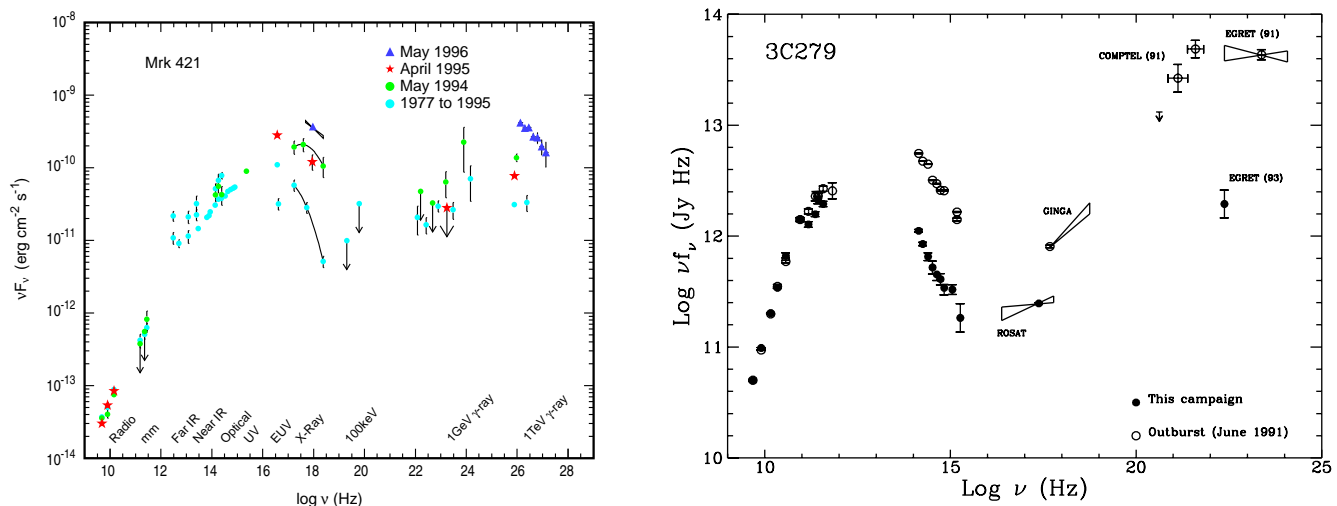 Mrk 421
May 1996
April 1995
May 1994
1977 to 1995
νFν (erg cm-2 s-1)
10-8
10-9
10-10
10-11
10-12
10-13
10-14
Radio
mm
Far IR
Near IR
Optical
UV
EUV
X-Ray
100keV
1GeV γ-ray
1TeV γ-ray
10 12 14 16 18 20 22 24 26 28
log ν (Hz)
3C279
COMPTEL (91)
EGRET (91)
EGRET (93)
GINGA
ROSAT
This campaign
Outburst (June 1991)
Log νfν (Jy Hz)
14
13
12
11
10
10 15 20 25
Log ν (Hz)